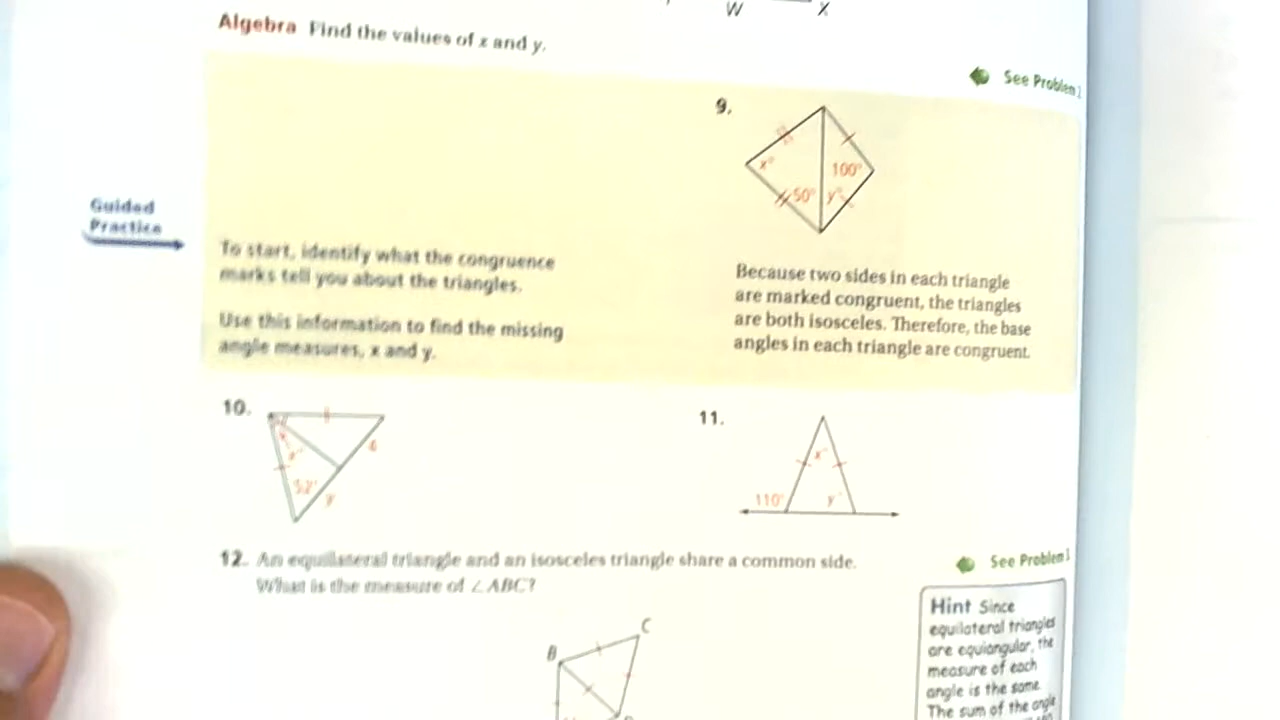 W X
Algebra Find the values of x and y.
See Problem 2
9.
x°
100°
50° y°
Guided
Practice
To start, identify what the congruence
marks tell you about the triangles.
Use this information to find the missing
angle measures, x and y.
Because two sides in each triangle
are marked congruent, the triangles
are both isosceles. Therefore, the base
angles in each triangle are congruent.
10.
x°
52°
y
11.
x°
110° y°
12. An equilateral triangle and an isosceles triangle share a common side.
What is the measure of ∠ABC?
See Problem 3
B C
Hint Since
equilateral triangles
are equiangular, the
measure of each
angle is the same.
The sum of the angle